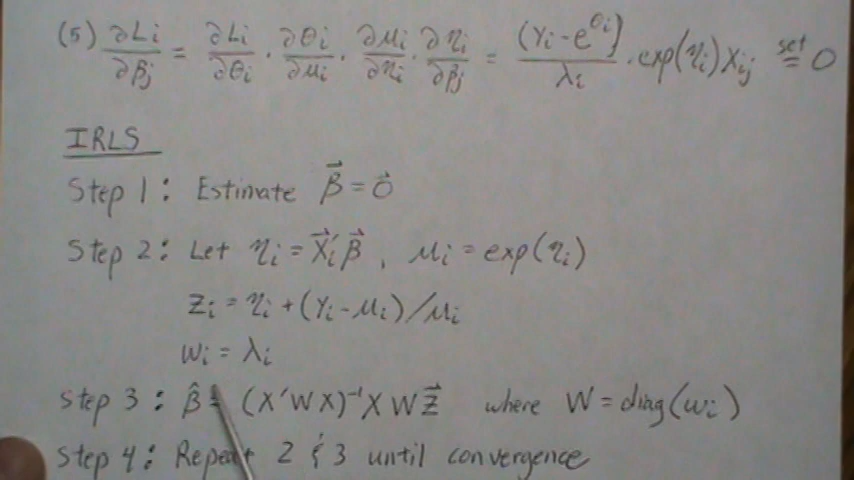 (5) ∂Li/∂βj = ∂Li/∂θi · ∂θi/∂μi · ∂μi/∂ηi · ∂ηi/∂βj = (Yi - e^θi)/λi · exp(ηi) Xij set = 0
IRLS
Step 1: Estimate β⃗ = 0⃗
Step 2: Let ηi = X⃗i'β⃗ , μi = exp(ηi)
Zi = ηi + (Yi - μi)/μi
wi = λi
Step 3: β̂ = (X'WX)⁻¹XWZ⃗ where W = diag(wi)
Step 4: Repeat 2 & 3 until convergence